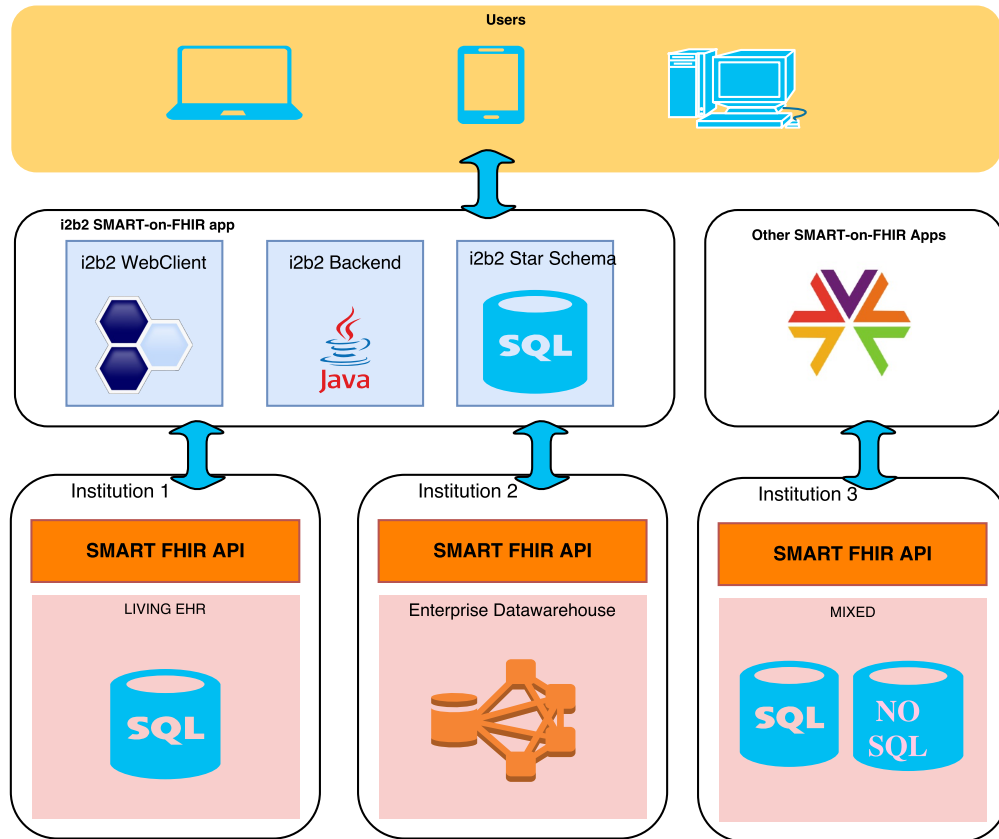 Users
i2b2 SMART-on-FHIR app
i2b2 WebClient
i2b2 Backend
i2b2 Star Schema
Java
SQL
Other SMART-on-FHIR Apps
Institution 1
SMART FHIR API
LIVING EHR
SQL
Institution 2
SMART FHIR API
Enterprise Datawarehouse
Institution 3
SMART FHIR API
MIXED
SQL
NO
SQL